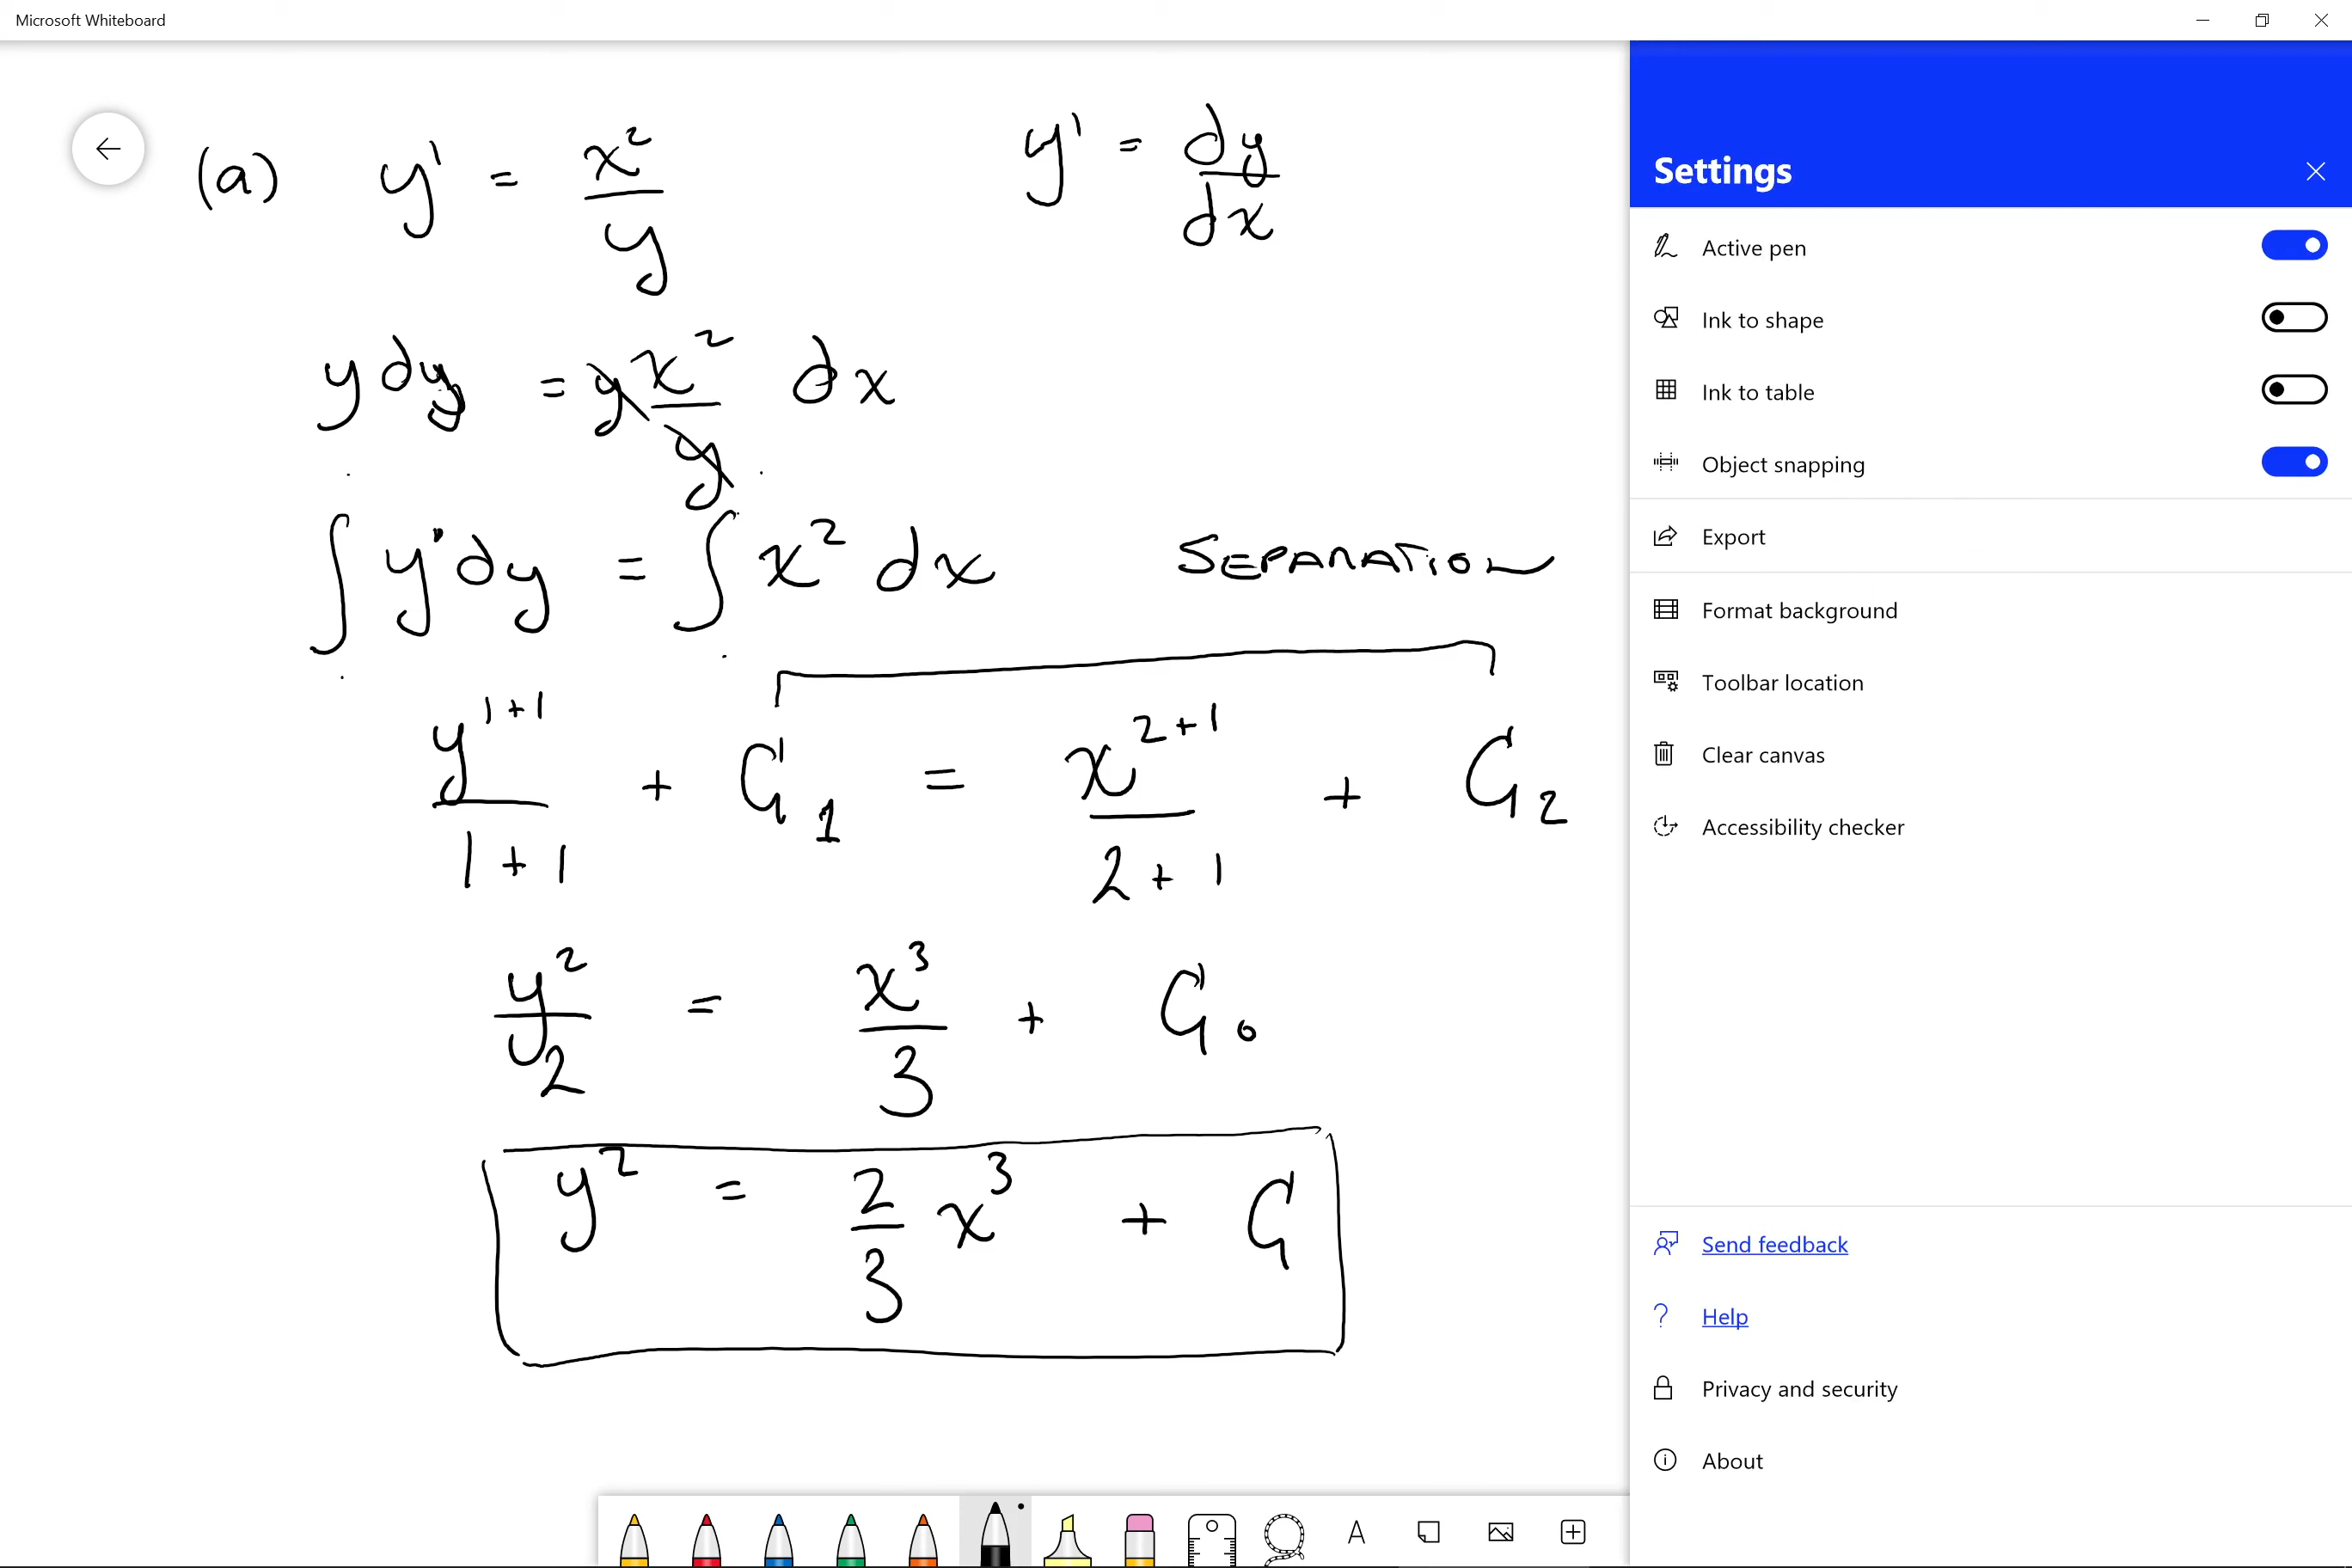 Microsoft Whiteboard
(a) y' = x²/y
y' = dy/dx
y dy = y x²/y dx
∫ y' dy = ∫ x² dx SEPARATION
y^(1+1)/(1+1) + C₁ = x^(2+1)/(2+1) + C₂
y²/2 = x³/3 + C₀
y² = 2/3 x³ + C
A
Settings
Active pen
Ink to shape
Ink to table
Object snapping
Export
Format background
Toolbar location
Clear canvas
Accessibility checker
Send feedback
Help
Privacy and security
About